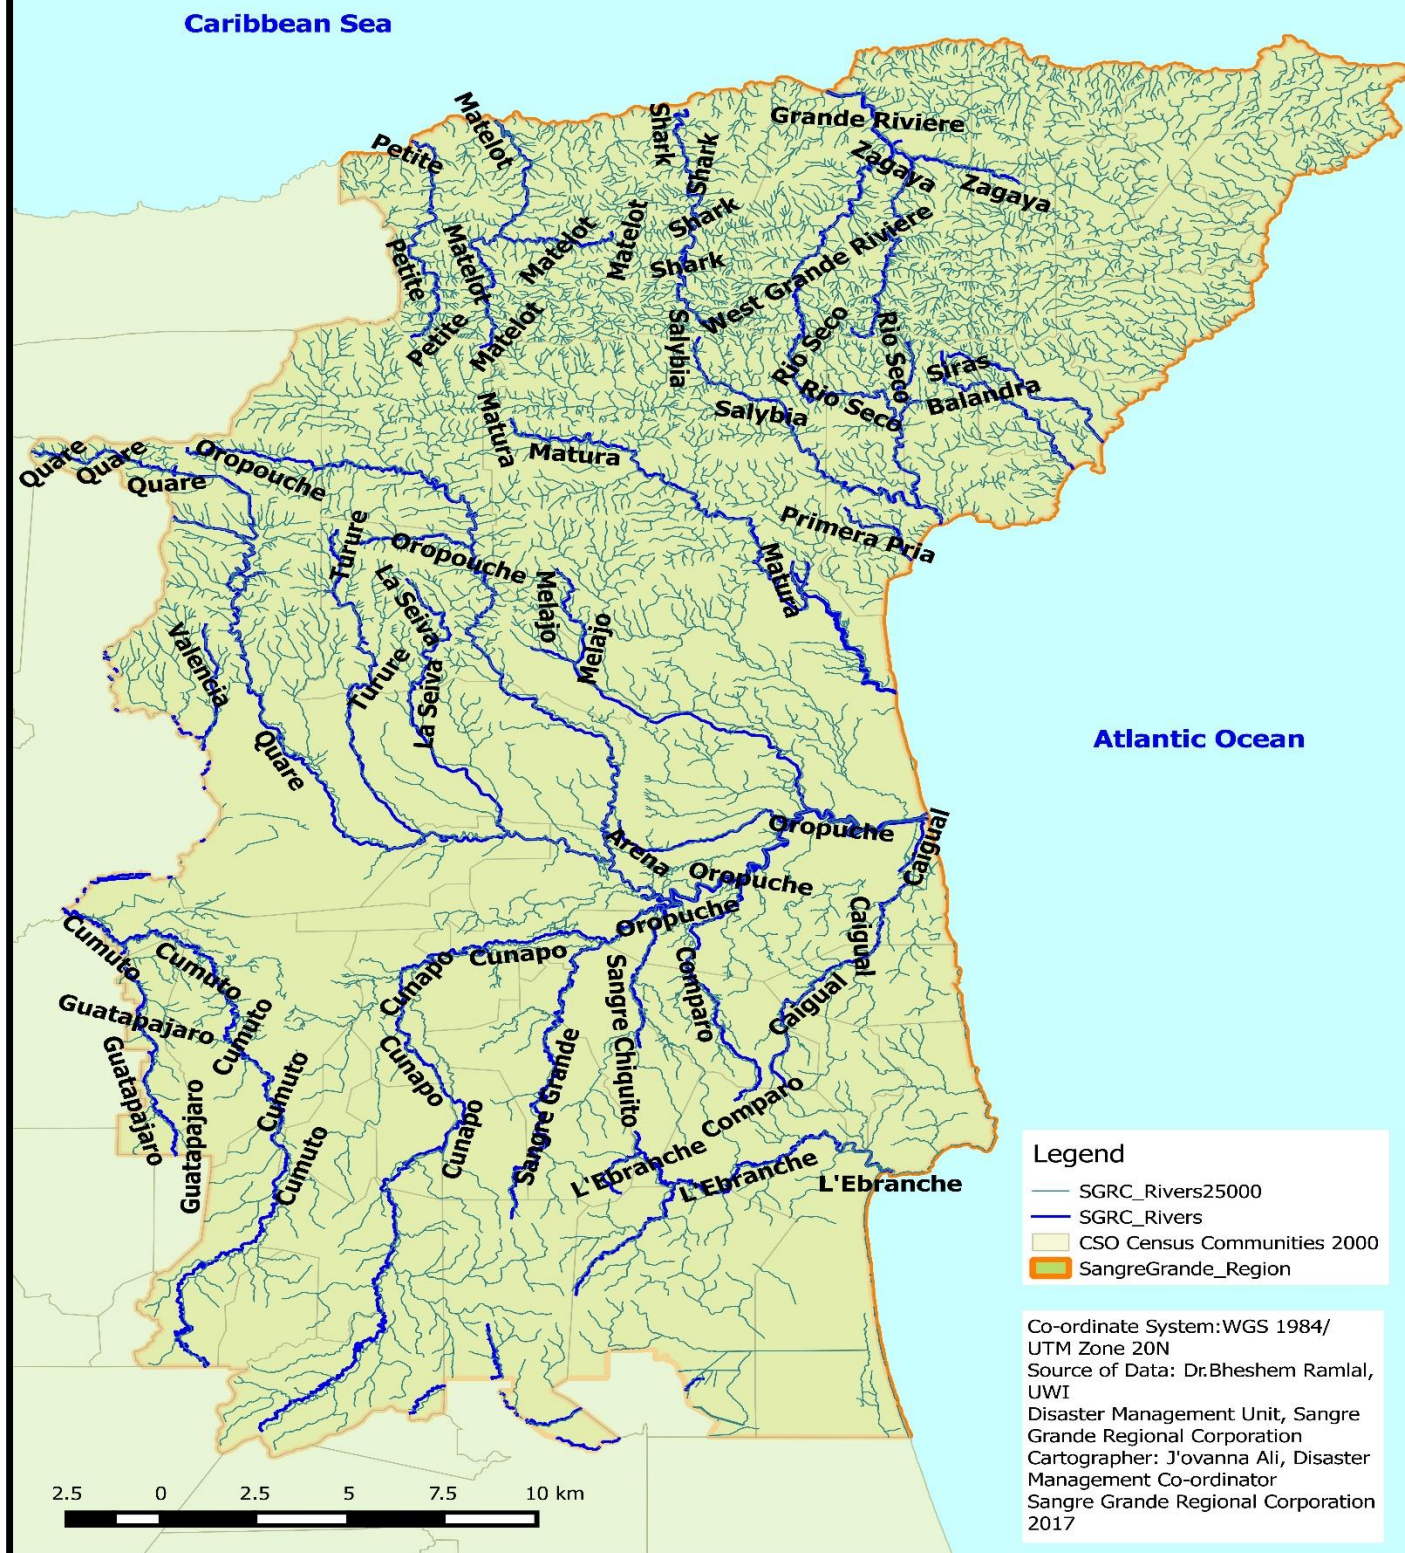 Caribbean Sea
Matelot
Shark
Grande Riviere
Petite
Shark
Zagaya
Zagaya
Shark
Matelot
Matelot
West Grande Riviere
Petite
Matelot
Shark
Petite
Matelot
Salybia
Rio Seco
Rio Seco
Siras
Balandra
Rio Seco
Salybia
Matura
Matura
Quare
Quare
Quare
Oropouche
Primera Pria
Turure
Oropouche
Matura
La Seiva
Melajo
Melajo
Valencia
Turure
La Seiva
Atlantic Ocean
Quare
Oropuche
Caigual
Arena
Oropuche
Oropuche
Caigual
Cumuto
Cumuto
Cunapo
Cunapo
Sangre Chiquito
Comparo
Caigual
Guatapajaro
Cumuto
Guatapajaro
Cunapo
Sangre Grande
Cumuto
Comparo
Guatapajaro
Cumuto
Cunapo
L'Ebranche
L'Ebranche
L'Ebranche
Legend
SGRC_Rivers25000
SGRC_Rivers
CSO Census Communities 2000
SangreGrande_Region
Co-ordinate System:WGS 1984/
UTM Zone 20N
Source of Data: Dr.Bheshem Ramlal,
UWI
Disaster Management Unit, Sangre
Grande Regional Corporation
Cartographer: J'ovanna Ali, Disaster
Management Co-ordinator
Sangre Grande Regional Corporation
2017
2.5 0 2.5 5 7.5 10 km